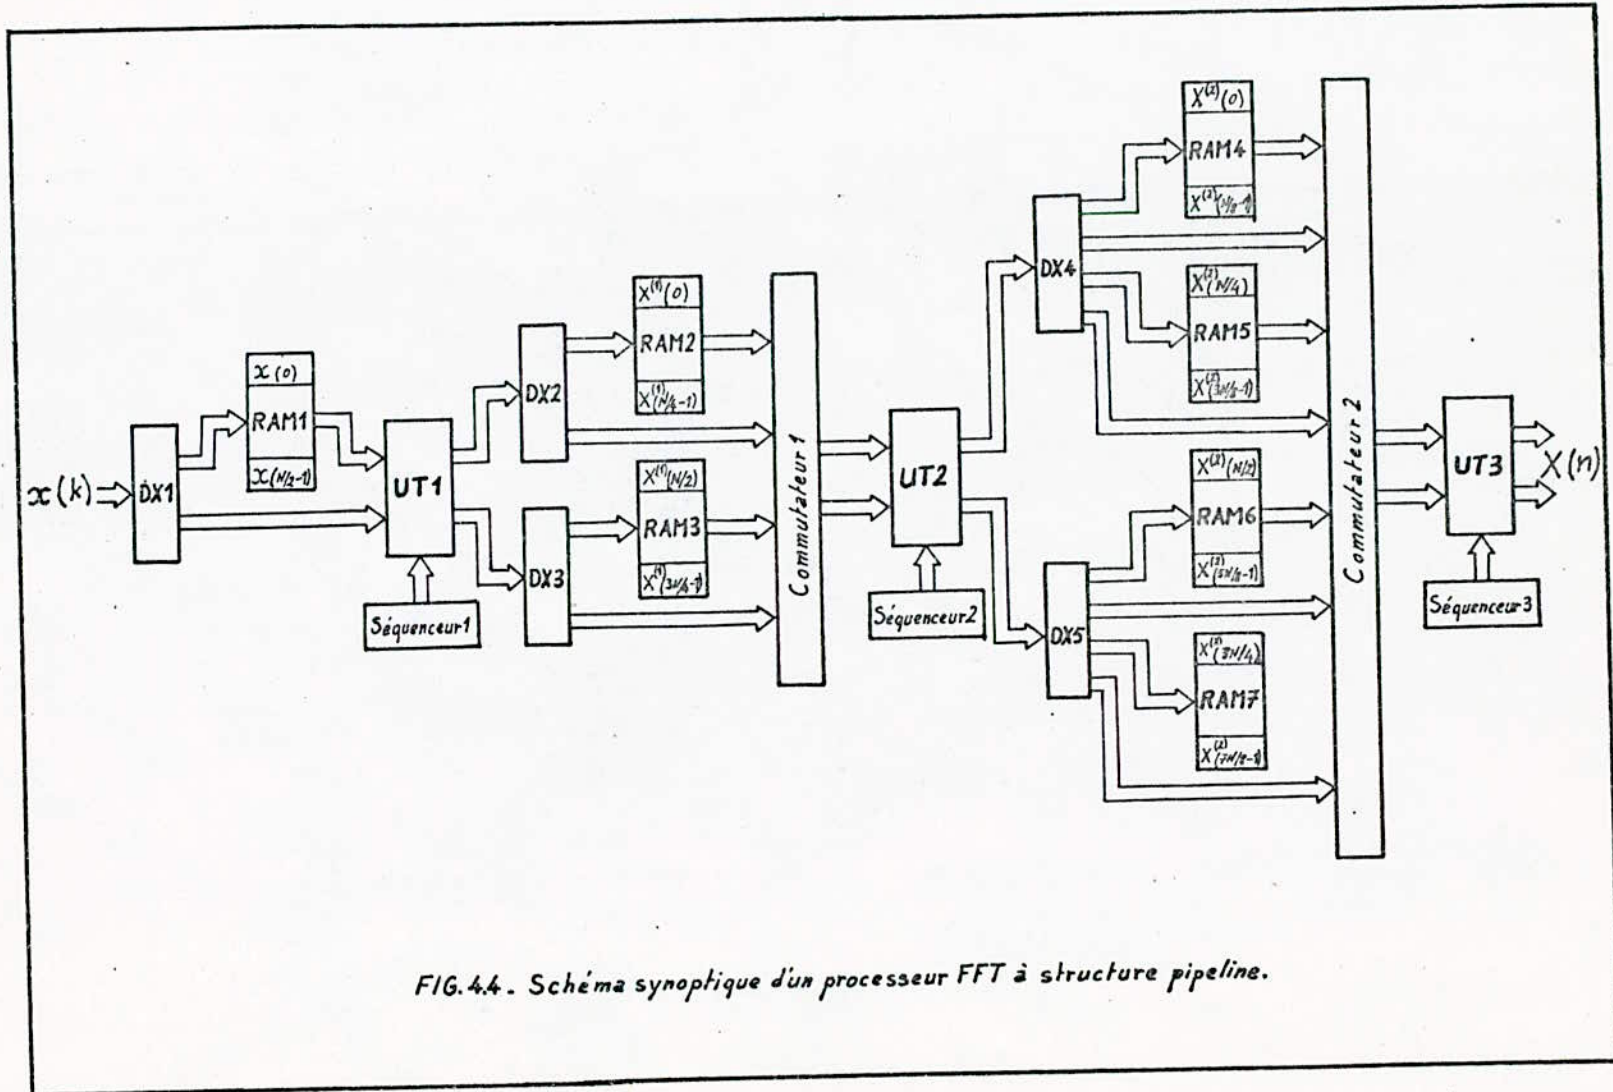 x(k)
DX1
x(0)
RAM1
x(N/2-1)
UT1
Séquenceur1
DX2
X^(1)(0)
RAM2
X^(1)(N/4-1)
DX3
X^(1)(N/2)
RAM3
X^(1)(3N/4-1)
Commutateur 1
UT2
Séquenceur2
DX4
X^(2)(0)
RAM4
X^(2)(N/8-1)
X^(2)(N/4)
RAM5
X^(2)(3N/8-1)
DX5
X^(2)(N/2)
RAM6
X^(2)(5N/8-1)
X^(2)(3N/4)
RAM7
X^(2)(7N/8-1)
Commutateur 2
UT3
Séquenceur3
X(n)
FIG.4.4. Schéma synoptique d'un processeur FFT à structure pipeline.